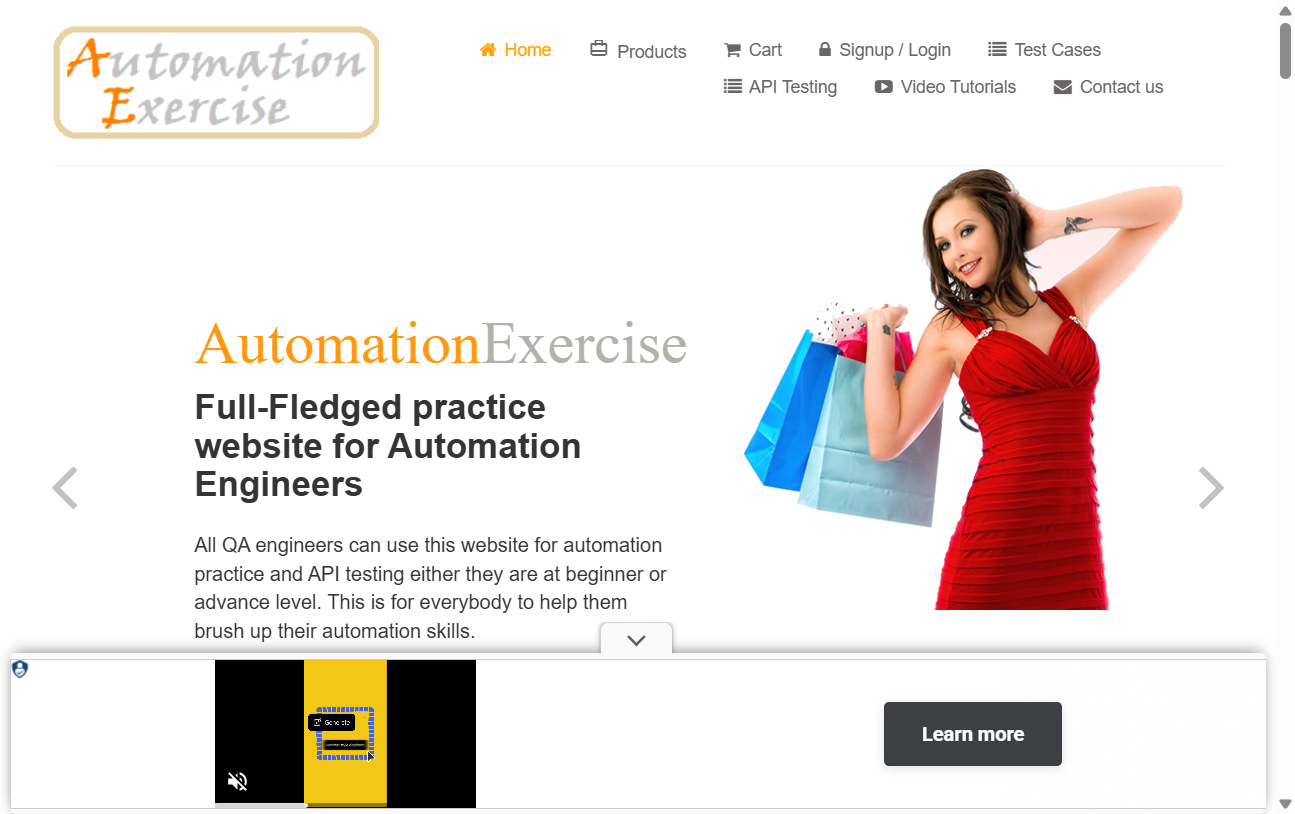 Automation
Exercise
Home
Products
Cart
Signup / Login
Test Cases
API Testing
Video Tutorials
Contact us
AutomationExercise
Full-Fledged practice
website for Automation
Engineers
All QA engineers can use this website for automation
practice and API testing either they are at beginner or
advance level. This is for everybody to help them
brush up their automation skills.
Generate
Learn more